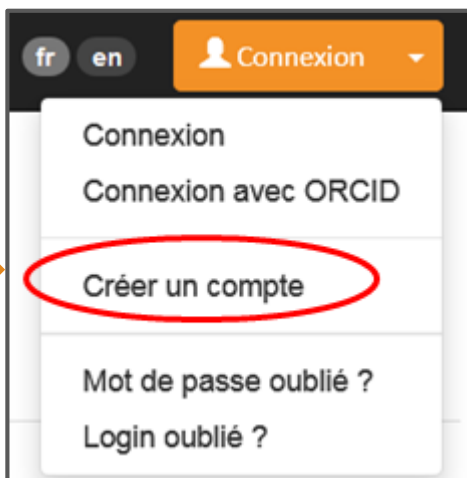 fr en Connexion
Connexion
Connexion avec ORCID
Créer un compte
Mot de passe oublié ?
Login oublié ?